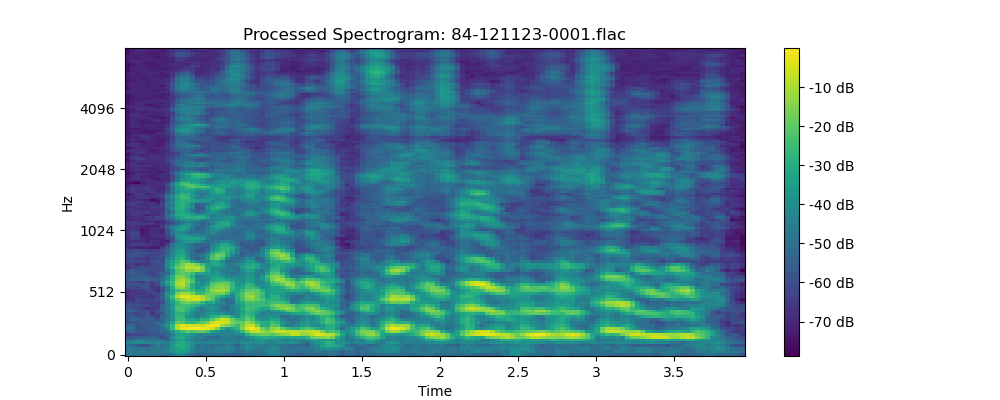 Processed Spectrogram: 84-121123-0001.flac
Hz
4096
2048
1024
512
0
0 0.5 1 1.5 2 2.5 3 3.5
Time
-10 dB
-20 dB
-30 dB
-40 dB
-50 dB
-60 dB
-70 dB